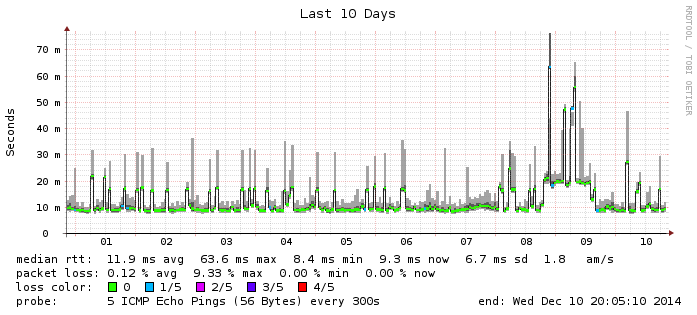 Last 10 Days
RRDTOOL / TOBI OETIKER
Seconds
70 m
60 m
50 m
40 m
30 m
20 m
10 m
0
01 02 03 04 05 06 07 08 09 10
median rtt: 11.9 ms avg 63.6 ms max 8.4 ms min 9.3 ms now 6.7 ms sd 1.8 am/s
packet loss: 0.12 % avg 9.33 % max 0.00 % min 0.00 % now
loss color: 0 1/5 2/5 3/5 4/5
probe: 5 ICMP Echo Pings (56 Bytes) every 300s end: Wed Dec 10 20:05:10 2014